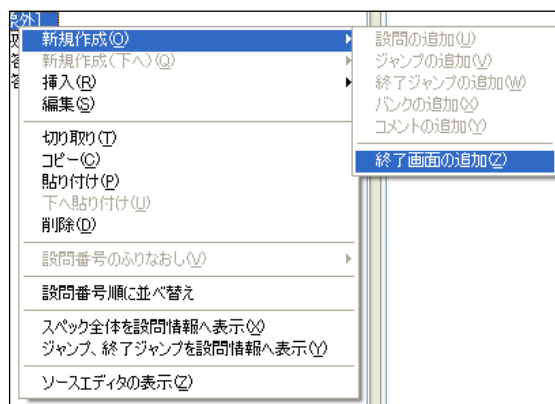 象外]
新規作成(O)
新規作成(下へ)(Q)
挿入(R)
編集(S)
切り取り(T)
コピー(C)
貼り付け(P)
下へ貼り付け(U)
削除(D)
設問番号のふりなおし(V)
設問番号順に並べ替え
スペック全体を設問情報へ表示(X)
ジャンプ、終了ジャンプを設問情報へ表示(Y)
ソースエディタの表示(Z)
設問の追加(U)
ジャンプの追加(V)
終了ジャンプの追加(W)
バンクの追加(X)
コメントの追加(Y)
終了画面の追加(Z)